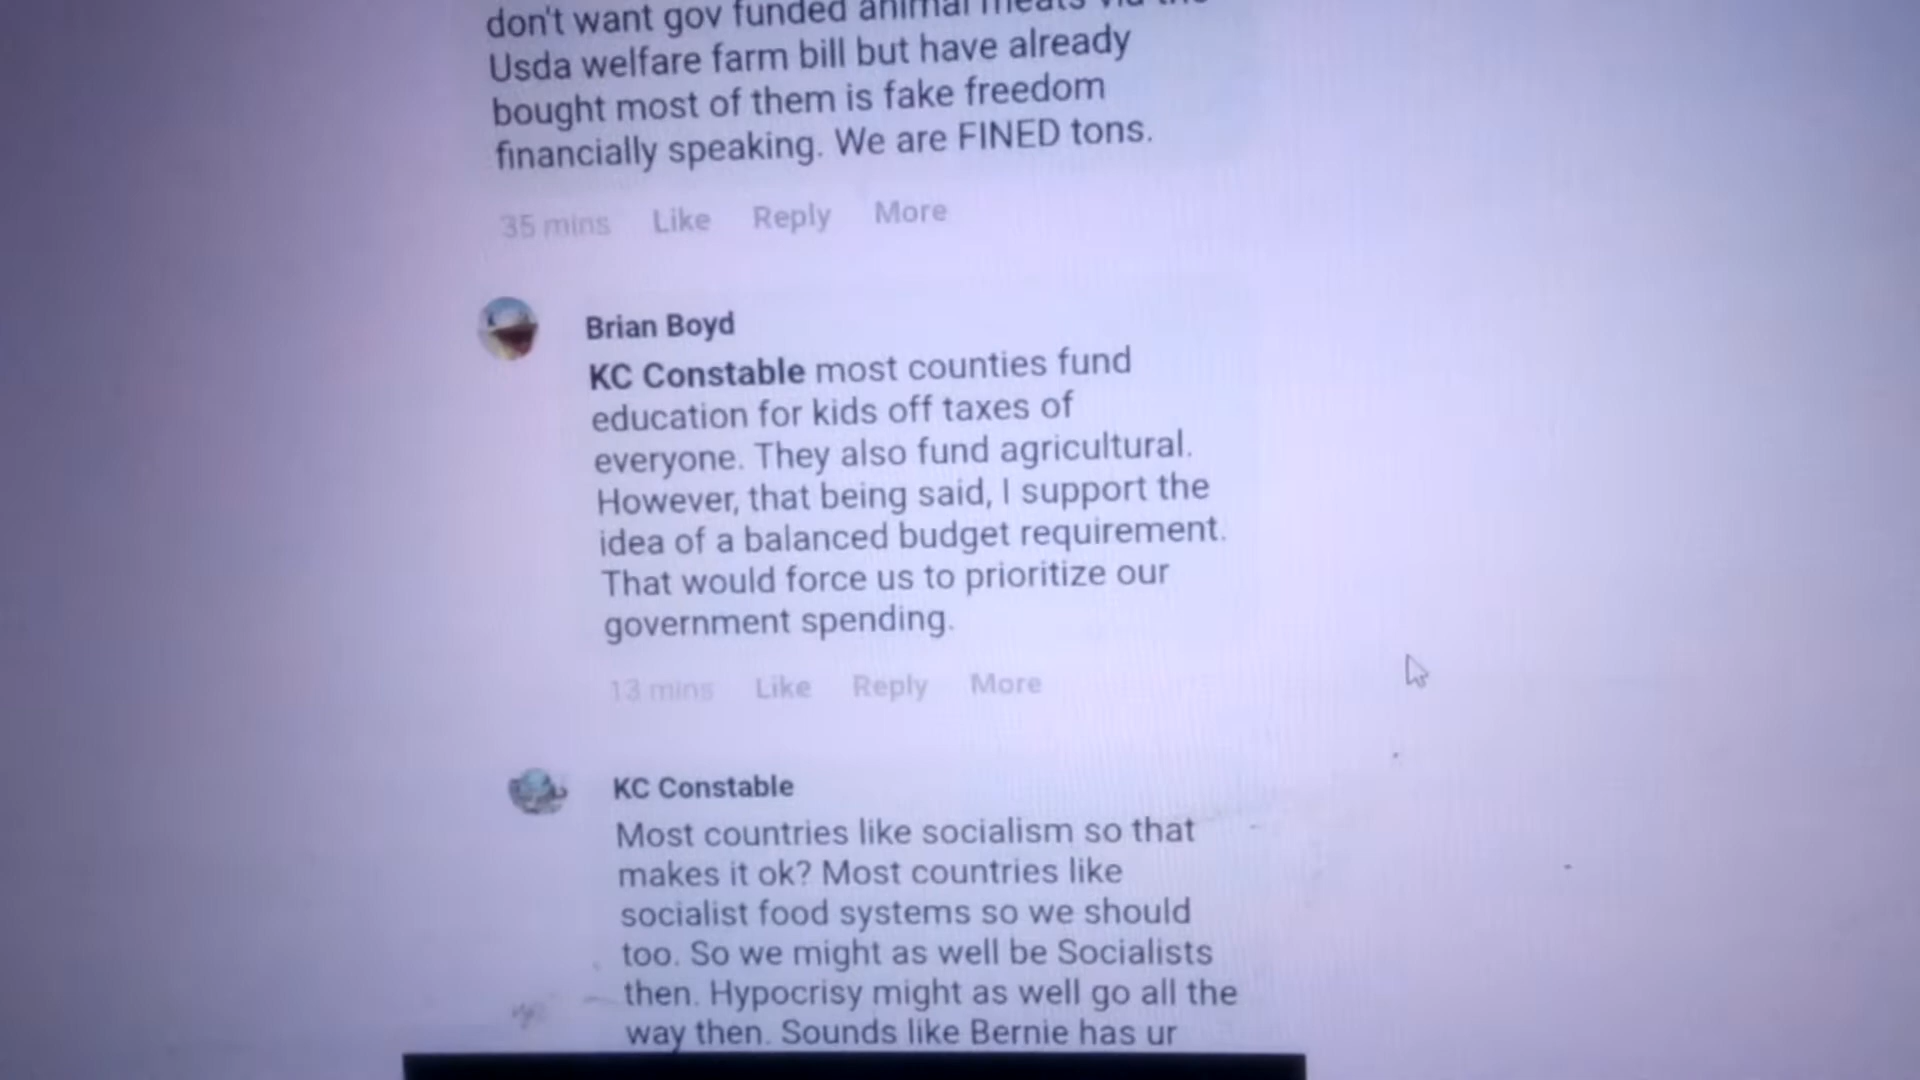 don't want gov funded animal meats via the
Usda welfare farm bill but have already
bought most of them is fake freedom
financially speaking. We are FINED tons.
35 mins Like Reply More
Brian Boyd
KC Constable most counties fund
education for kids off taxes of
everyone. They also fund agricultural.
However, that being said, I support the
idea of a balanced budget requirement.
That would force us to prioritize our
government spending.
13 mins Like Reply More
KC Constable
Most countries like socialism so that
makes it ok? Most countries like
socialist food systems so we should
too. So we might as well be Socialists
then. Hypocrisy might as well go all the
way then. Sounds like Bernie has ur